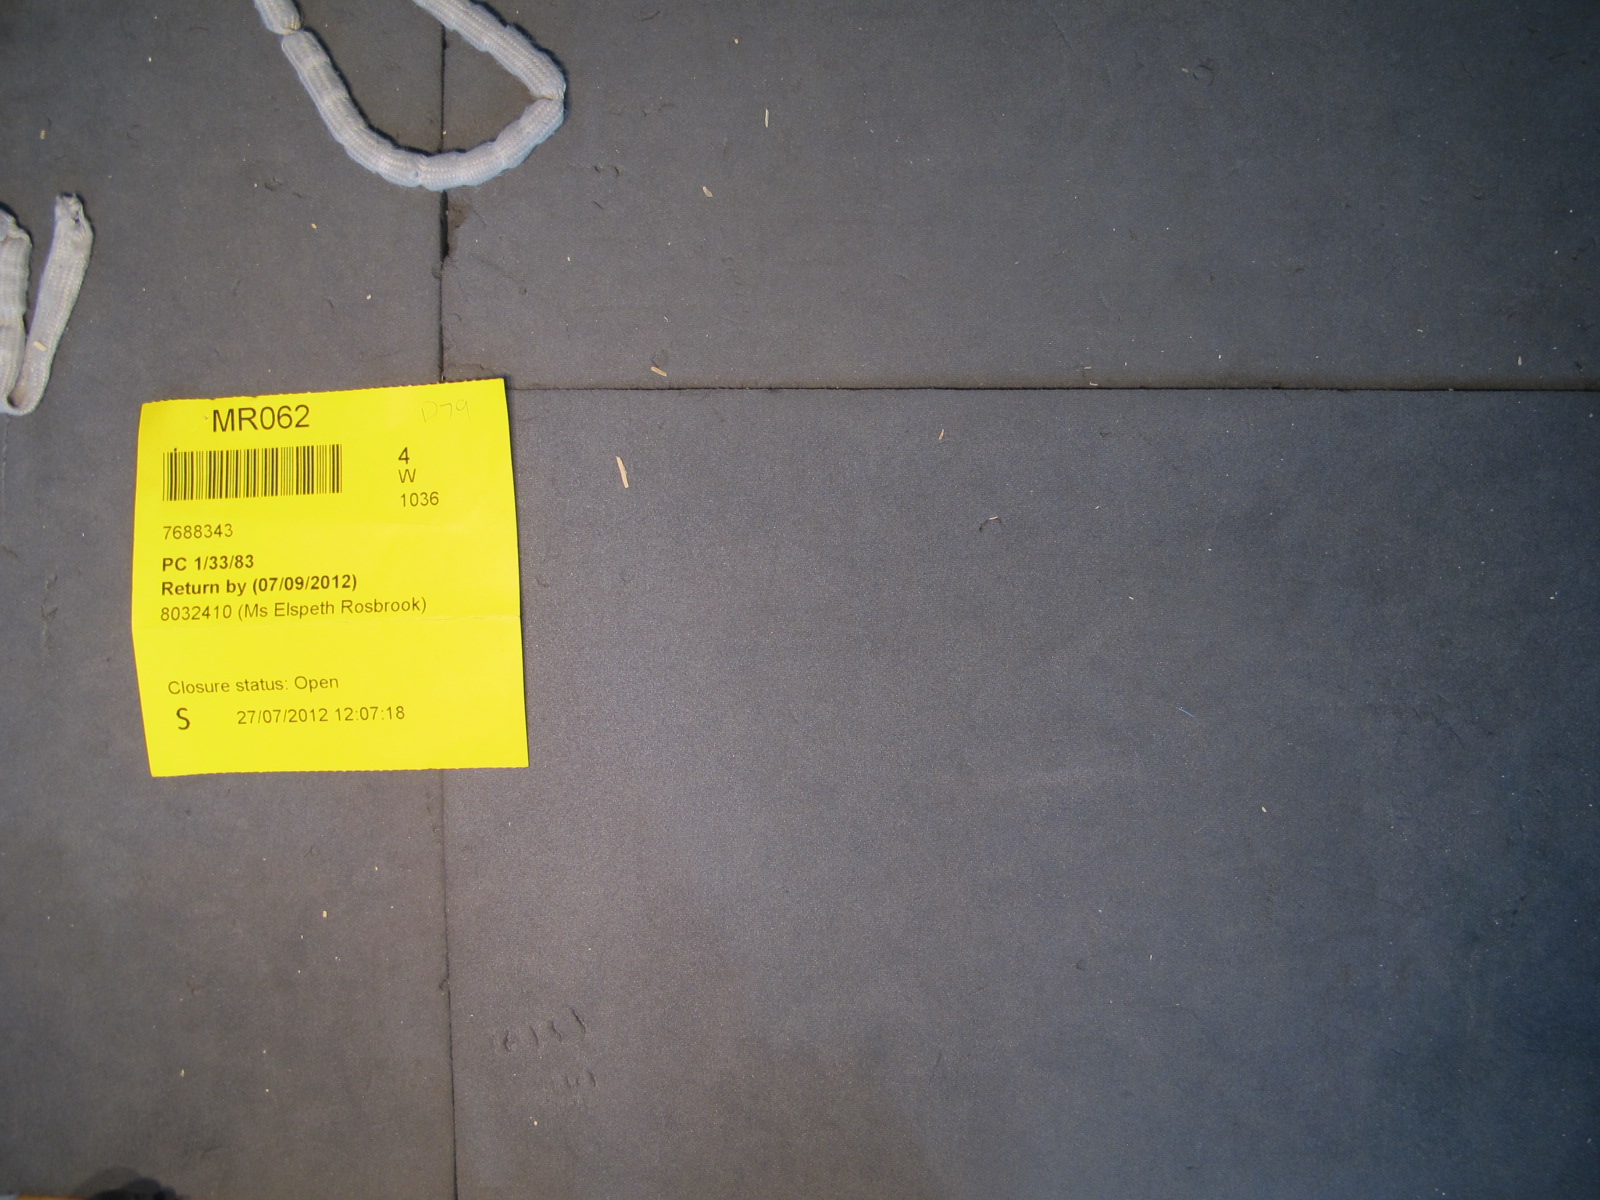 MR062
D79
4
W
1036
7688343
PC 1/33/83
Return by (07/09/2012)
8032410 (Ms Elspeth Rosbrook)
Closure status: Open
S 27/07/2012 12:07:18